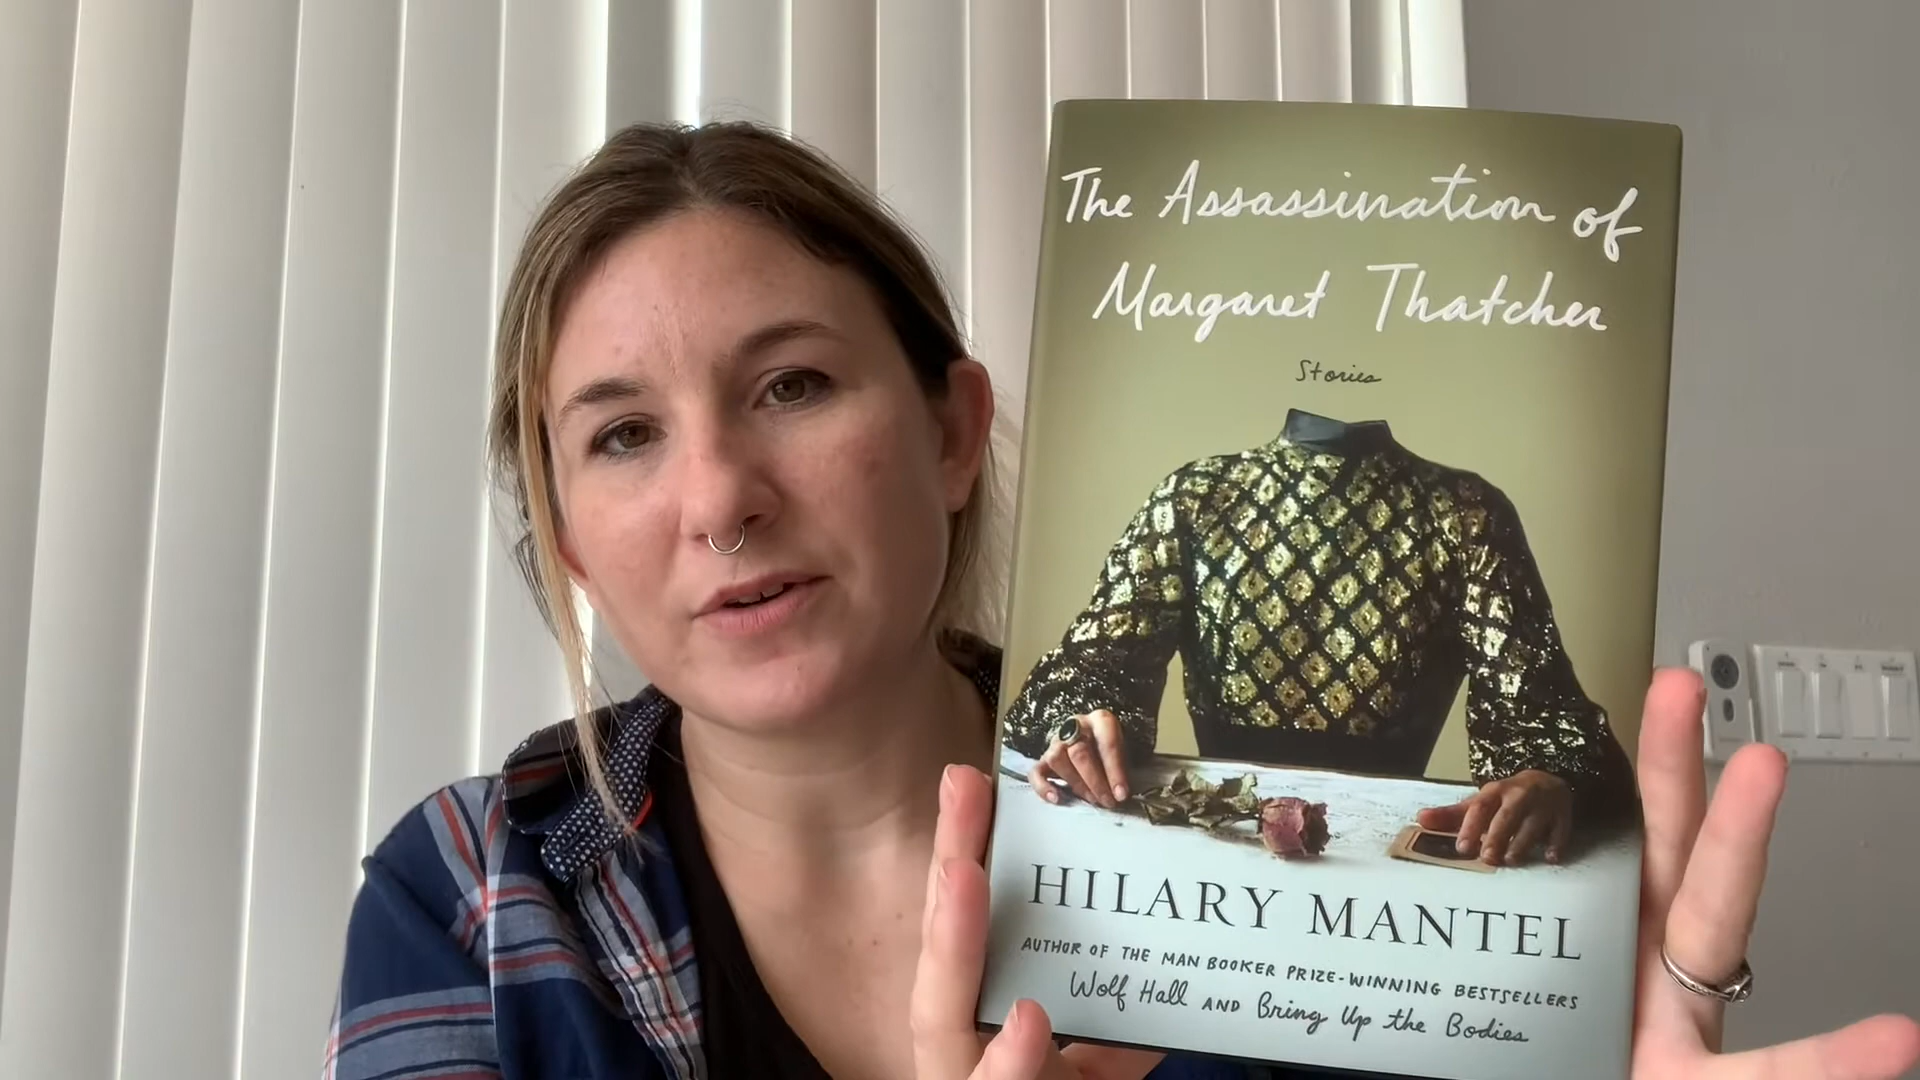 The Assassination of
Margaret Thatcher
Stories
HILARY MANTEL
AUTHOR OF THE MAN BOOKER PRIZE-WINNING BESTSELLERS
Wolf Hall AND Bring Up the Bodies